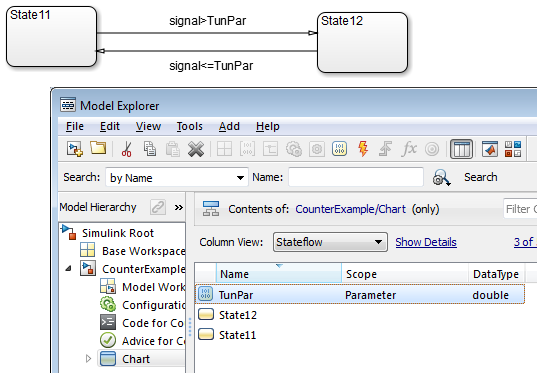 State11
signal>TunPar
State12
signal<=TunPar
Model Explorer
File Edit View Tools Add Help
Search: by Name Name: Search
Model Hierarchy » Contents of: CounterExample/Chart (only) Filter C
Simulink Root
Column View: Stateflow Show Details 3 of
Base Workspace
CounterExample
Name Scope DataType
Model Work
TunPar Parameter double
Configuratio
State12
Code for Co
State11
Advice for C
Chart